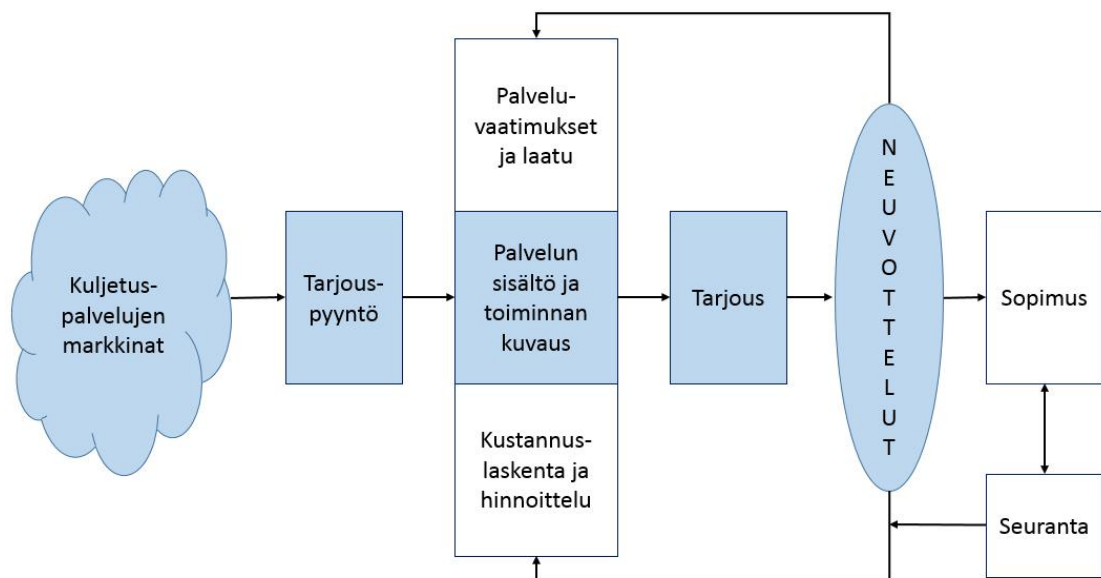 Kuljetus-
palvelujen
markkinat
Tarjous-
pyyntö
Palvelu-
vaatimukset
ja laatu
Palvelun
sisältö ja
toiminnan
kuvaus
Kustannus-
laskenta ja
hinnoittelu
Tarjous
NEUVOTTELUT
Sopimus
Seuranta